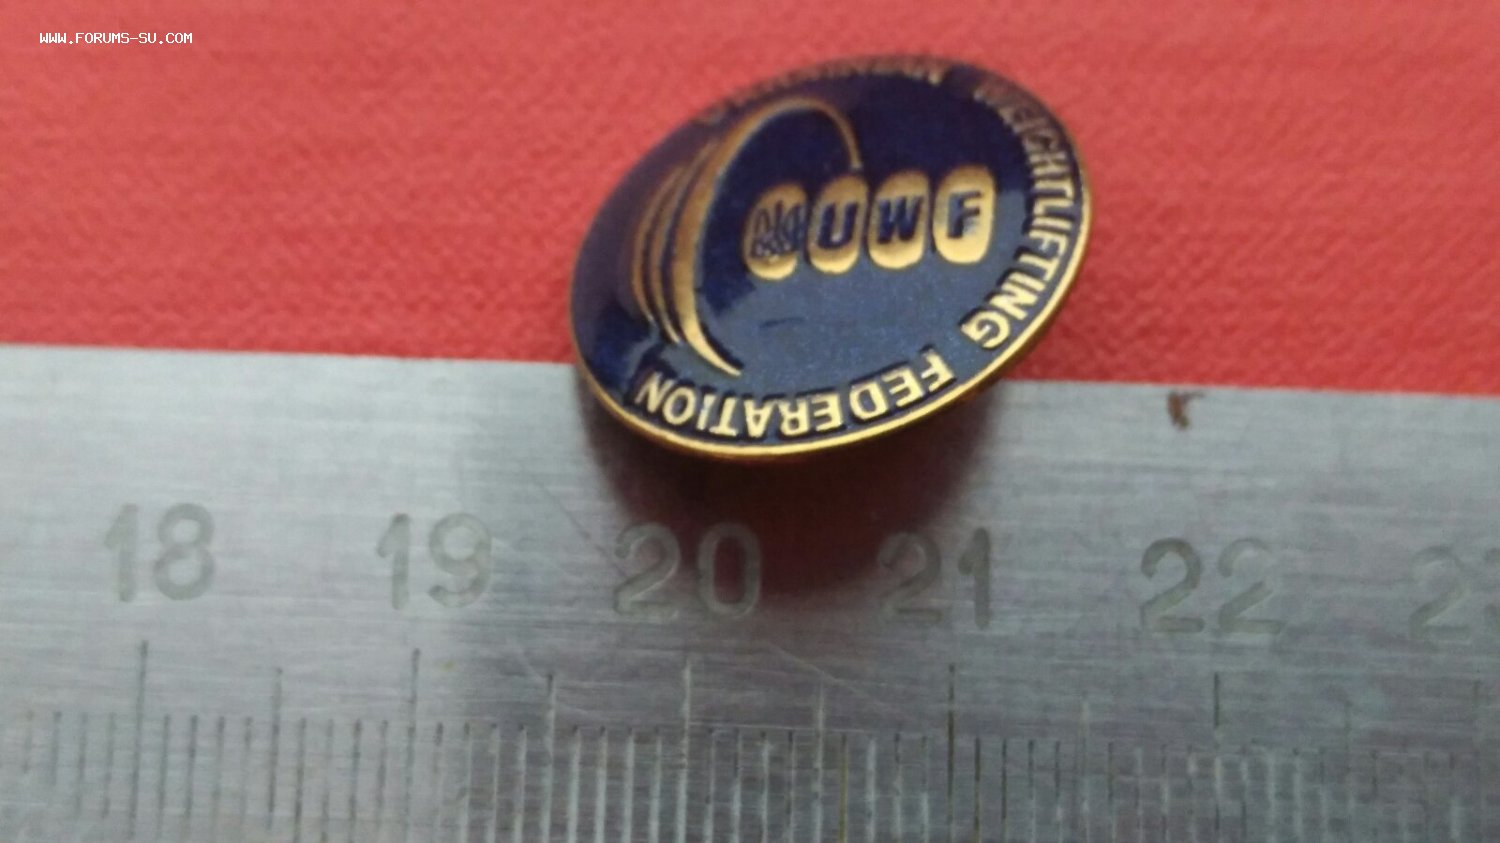 WWW.FORUMS-SU.COM
WEIGHTLIFTING FEDERATION
UWF
18 19 20 21 22